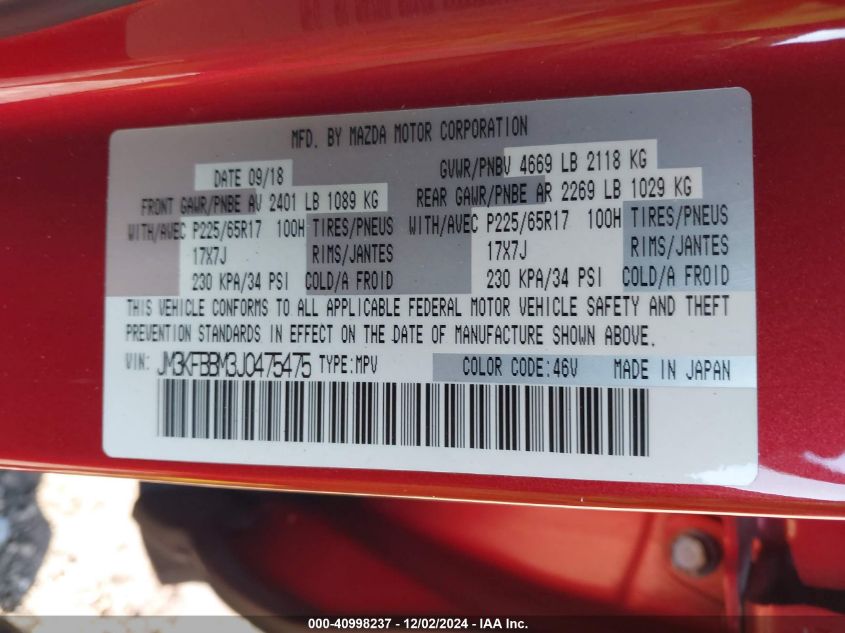 MFD. BY MAZDA MOTOR CORPORATION
DATE 09/18 GVWR/PNBV 4669 LB 2118 KG
FRONT GAWR/PNBE AV 2401 LB 1089 KG REAR GAWR/PNBE AR 2269 LB 1029 KG
WITH/AVEC P225/65R17 100H TIRES/PNEUS WITH/AVEC P225/65R17 100H TIRES/PNEUS
17X7J RIMS/JANTES 17X7J RIMS/JANTES
230 KPA/34 PSI COLD/A FROID 230 KPA/34 PSI COLD/A FROID
THIS VEHICLE CONFORMS TO ALL APPLICABLE FEDERAL MOTOR VEHICLE SAFETY AND THEFT
PREVENTION STANDARDS IN EFFECT ON THE DATE OF MANUFACTURE SHOWN ABOVE.
VIN: JM3KFBBM3J0475475 TYPE:MPV COLOR CODE:46V MADE IN JAPAN
000-40998237 - 12/02/2024 - IAA Inc.